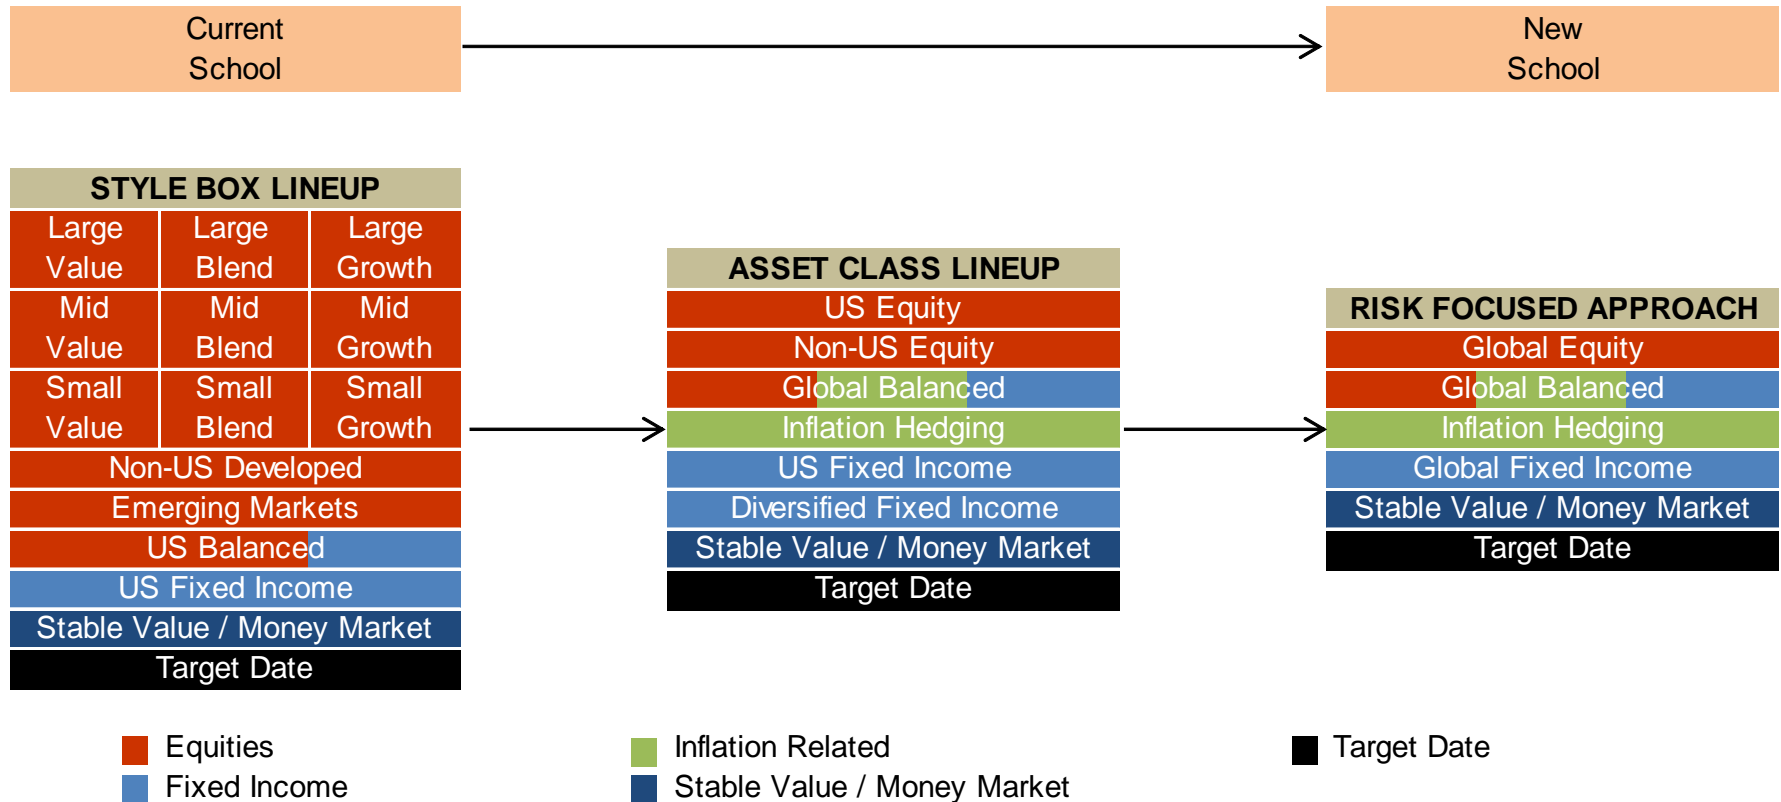 Current
School
New
School
STYLE BOX LINEUP
Large Value
Large Blend
Large Growth
Mid Value
Mid Blend
Mid Growth
Small Value
Small Blend
Small Growth
Non-US Developed
Emerging Markets
US Balanced
US Fixed Income
Stable Value / Money Market
Target Date
ASSET CLASS LINEUP
US Equity
Non-US Equity
Global Balanced
Inflation Hedging
US Fixed Income
Diversified Fixed Income
Stable Value / Money Market
Target Date
RISK FOCUSED APPROACH
Global Equity
Global Balanced
Inflation Hedging
Global Fixed Income
Stable Value / Money Market
Target Date
Equities
Fixed Income
Inflation Related
Stable Value / Money Market
Target Date